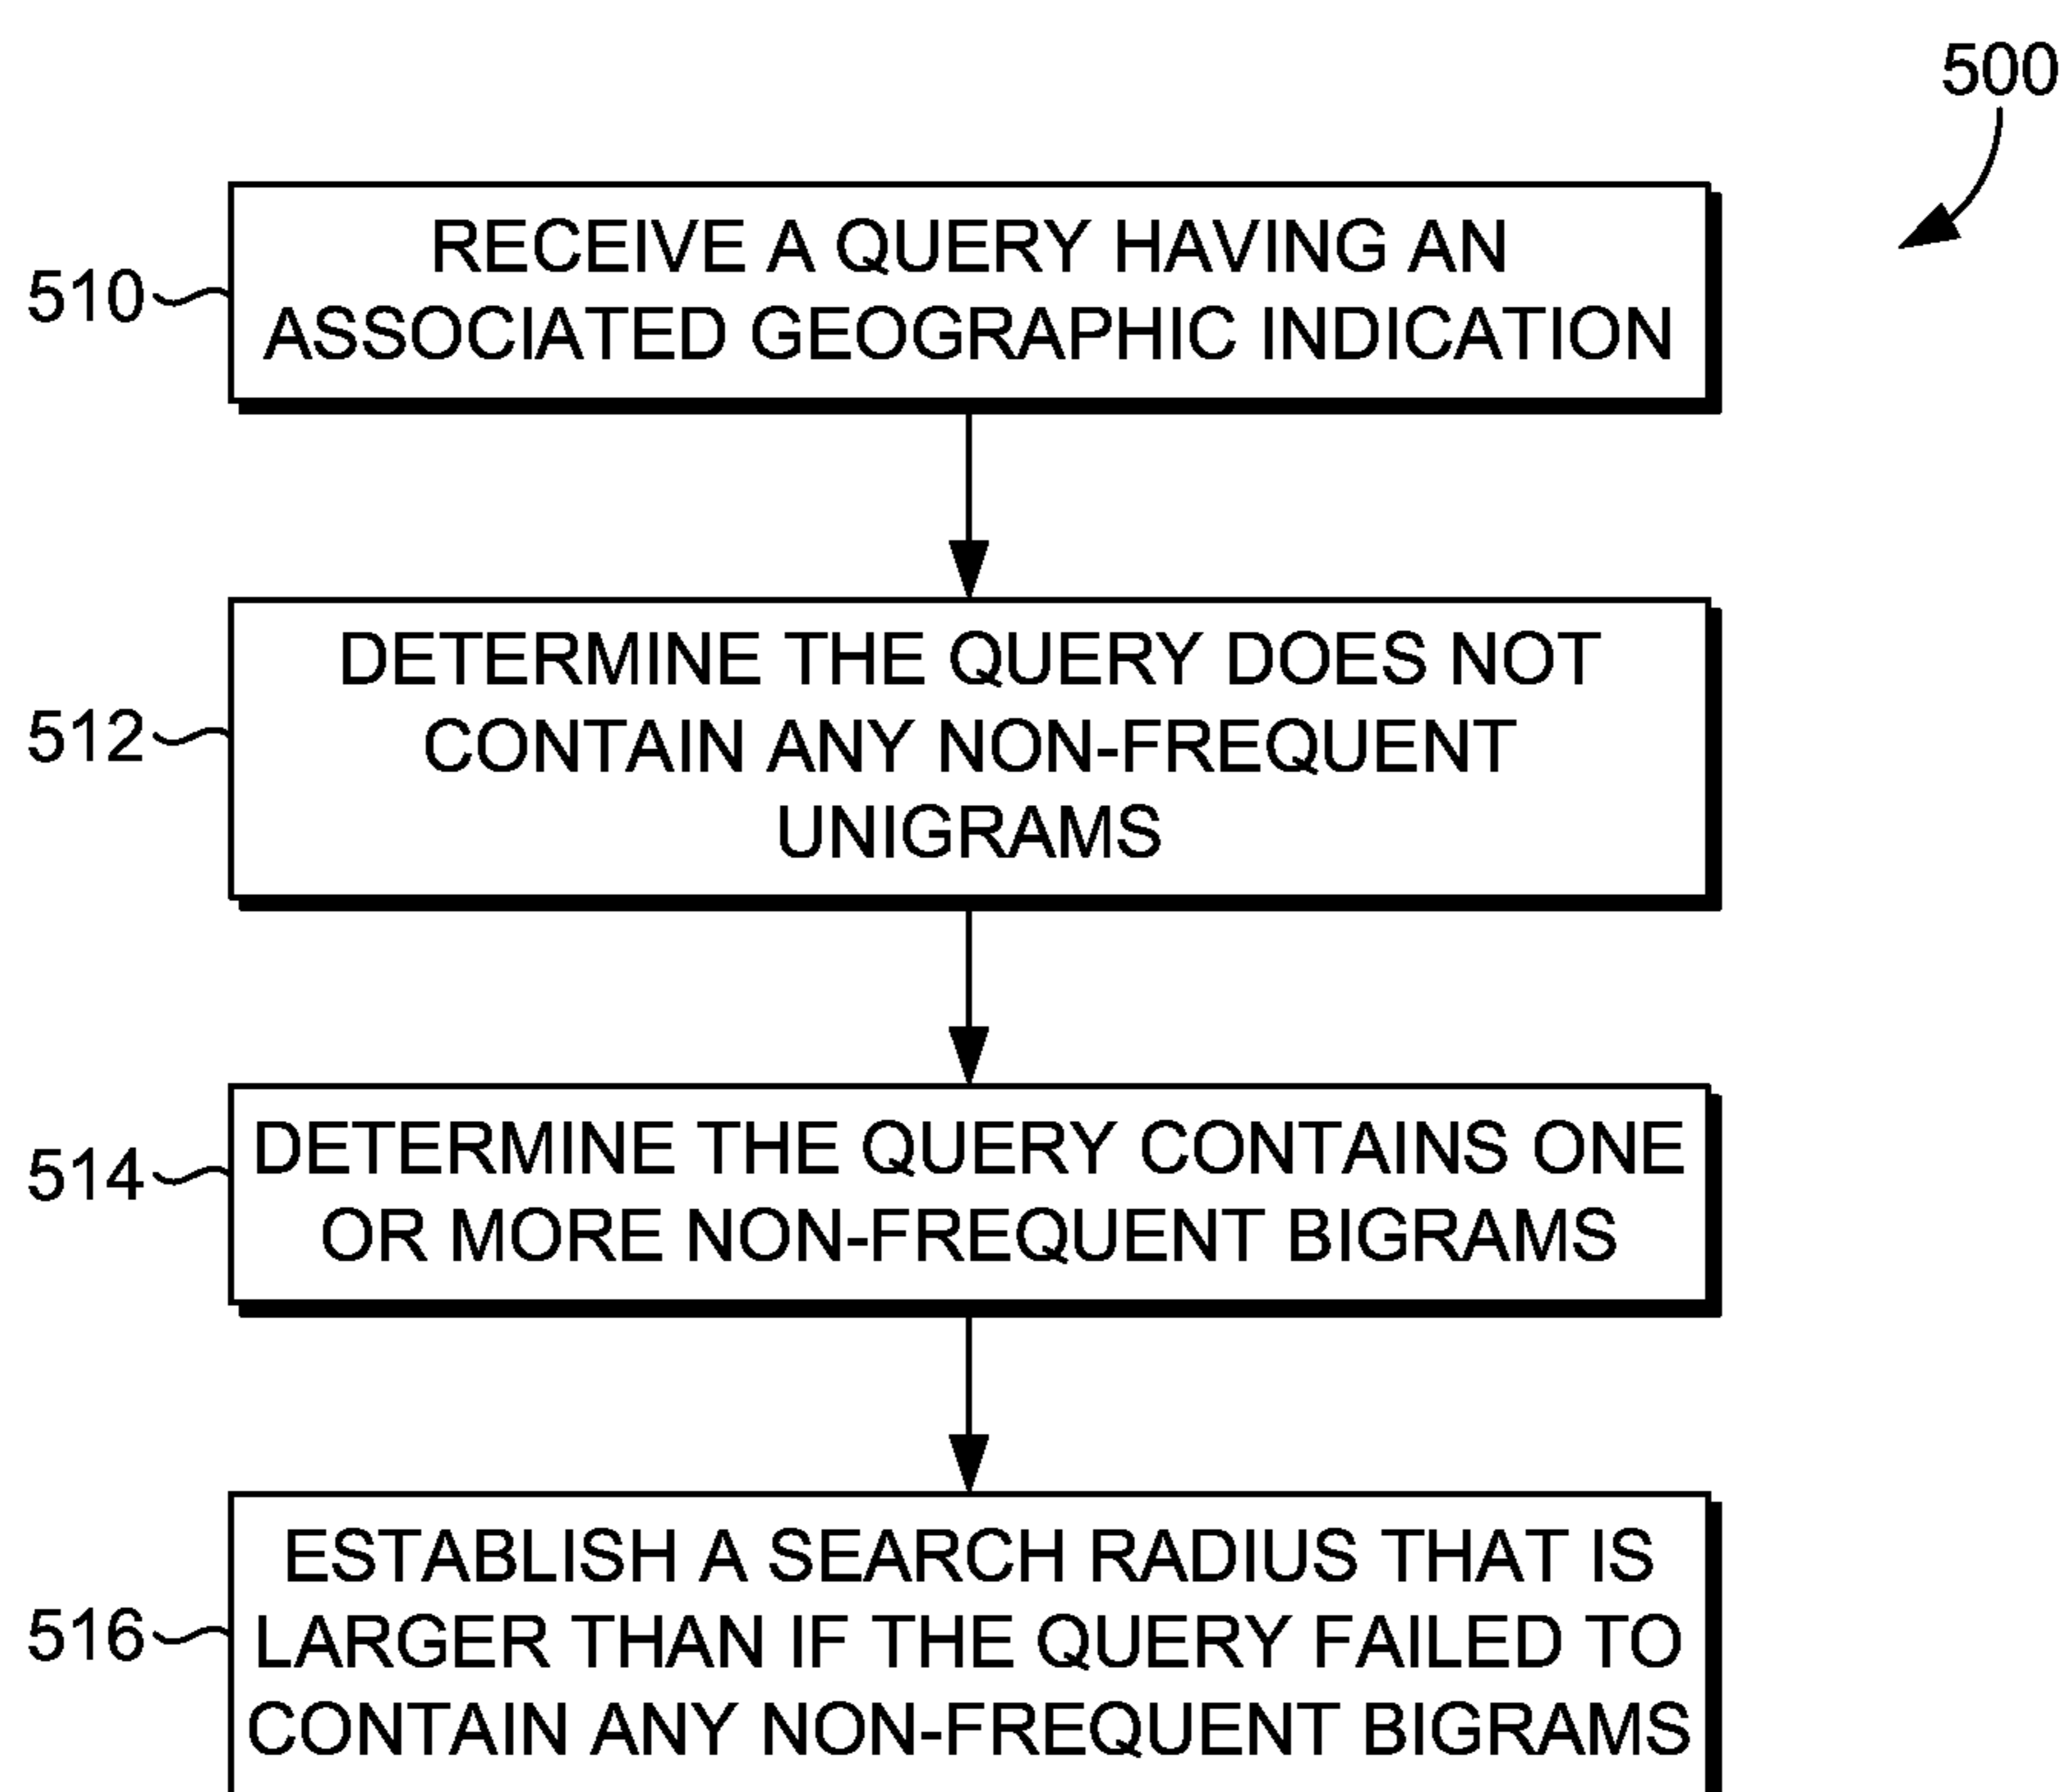 500
510
RECEIVE A QUERY HAVING AN
ASSOCIATED GEOGRAPHIC INDICATION
512
DETERMINE THE QUERY DOES NOT
CONTAIN ANY NON-FREQUENT
UNIGRAMS
514
DETERMINE THE QUERY CONTAINS ONE
OR MORE NON-FREQUENT BIGRAMS
516
ESTABLISH A SEARCH RADIUS THAT IS
LARGER THAN IF THE QUERY FAILED TO
CONTAIN ANY NON-FREQUENT BIGRAMS